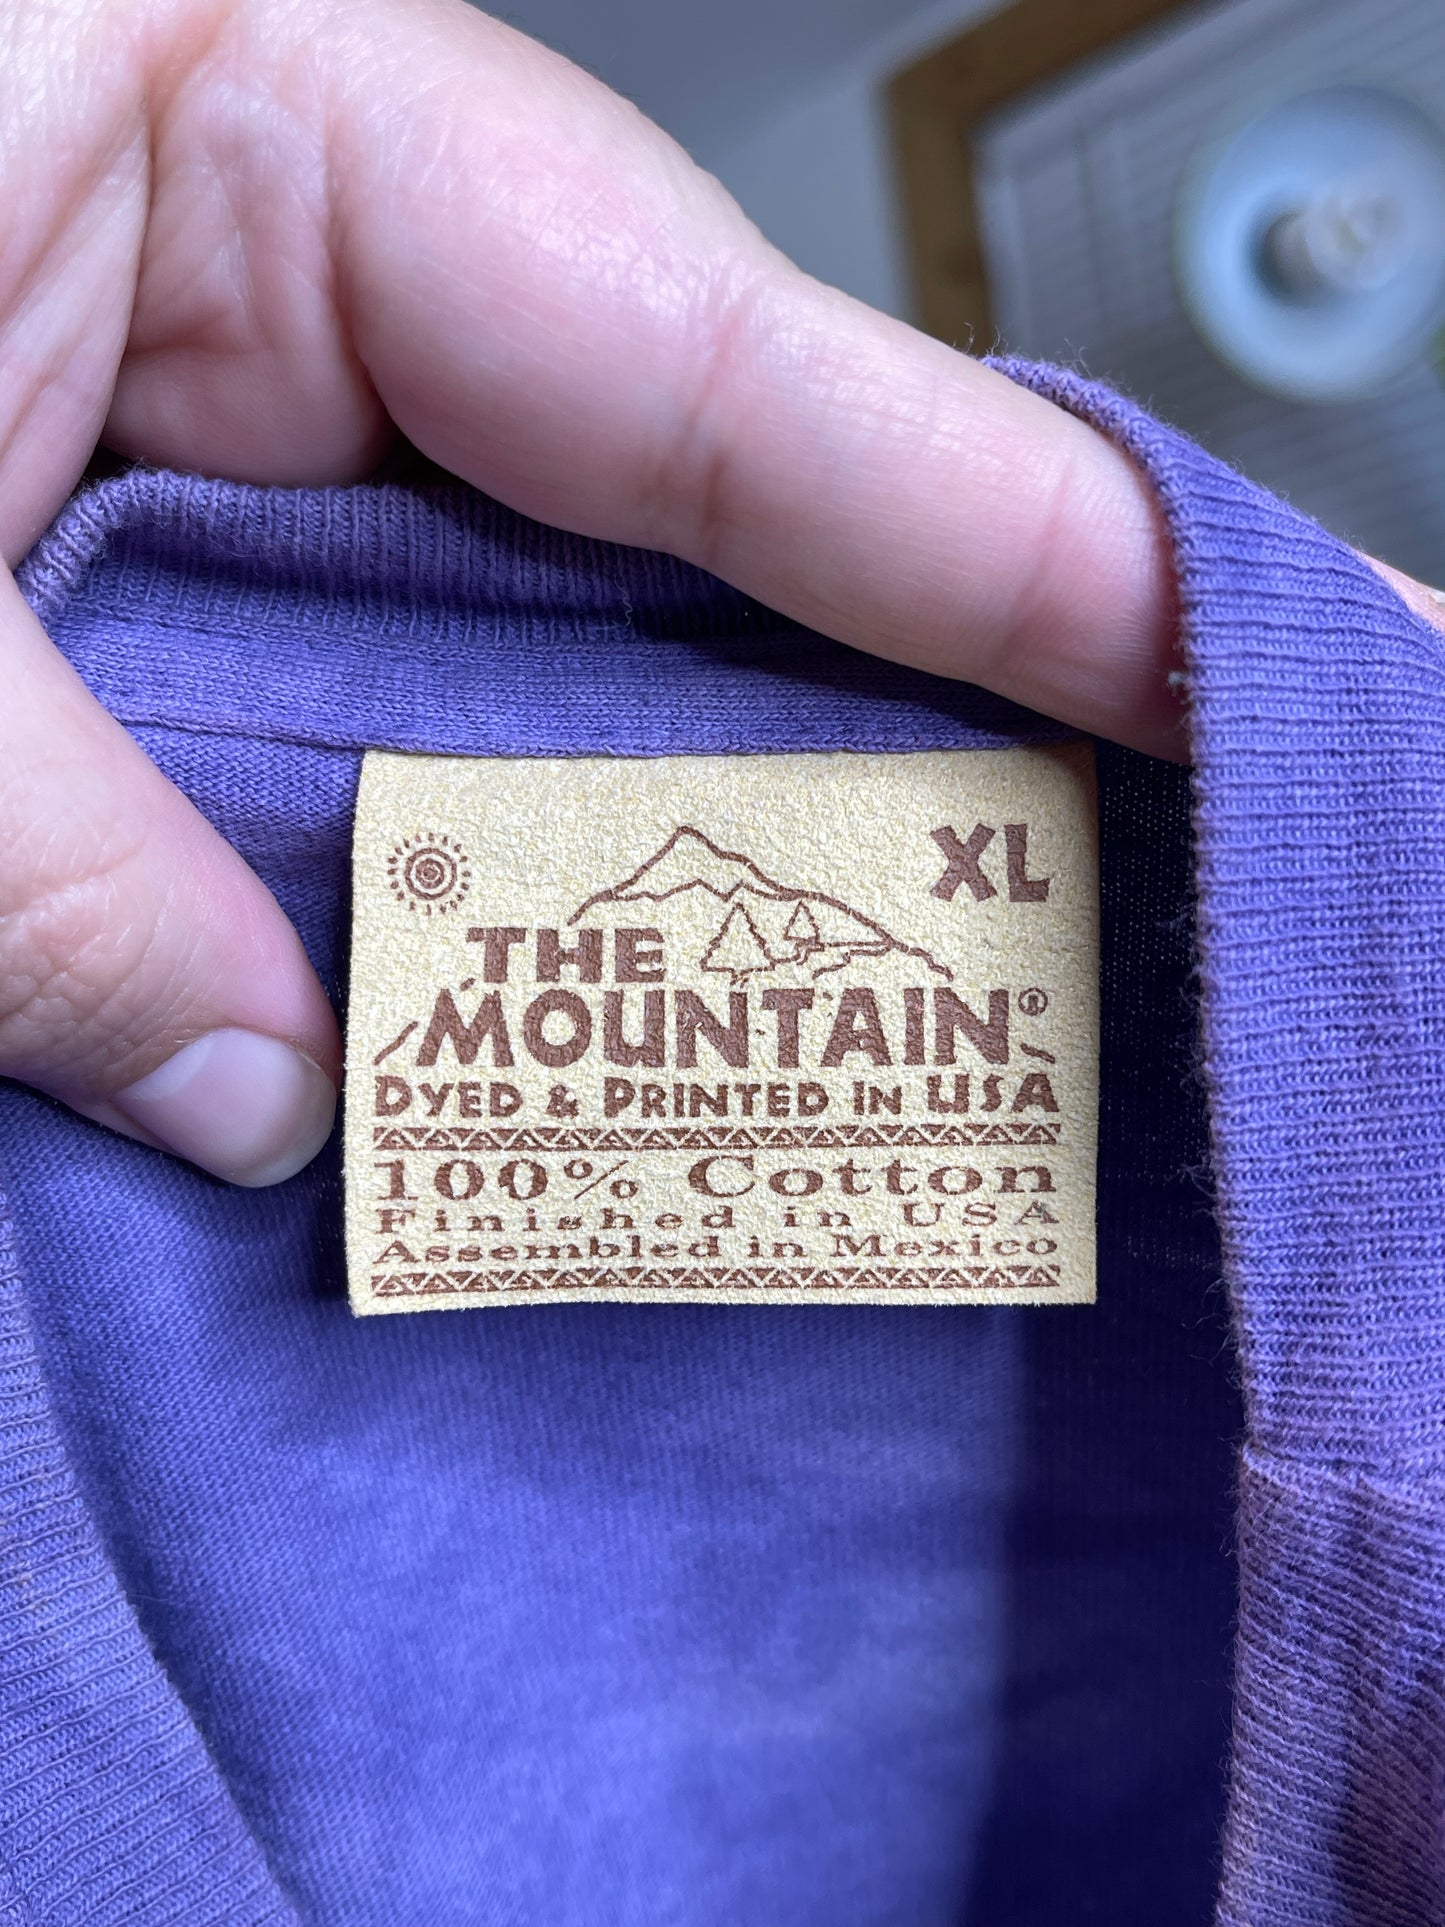 XL
THE
MOUNTAIN®
DYED & PRINTED IN USA
100% Cotton
Finished in USA
Assembled in Mexico